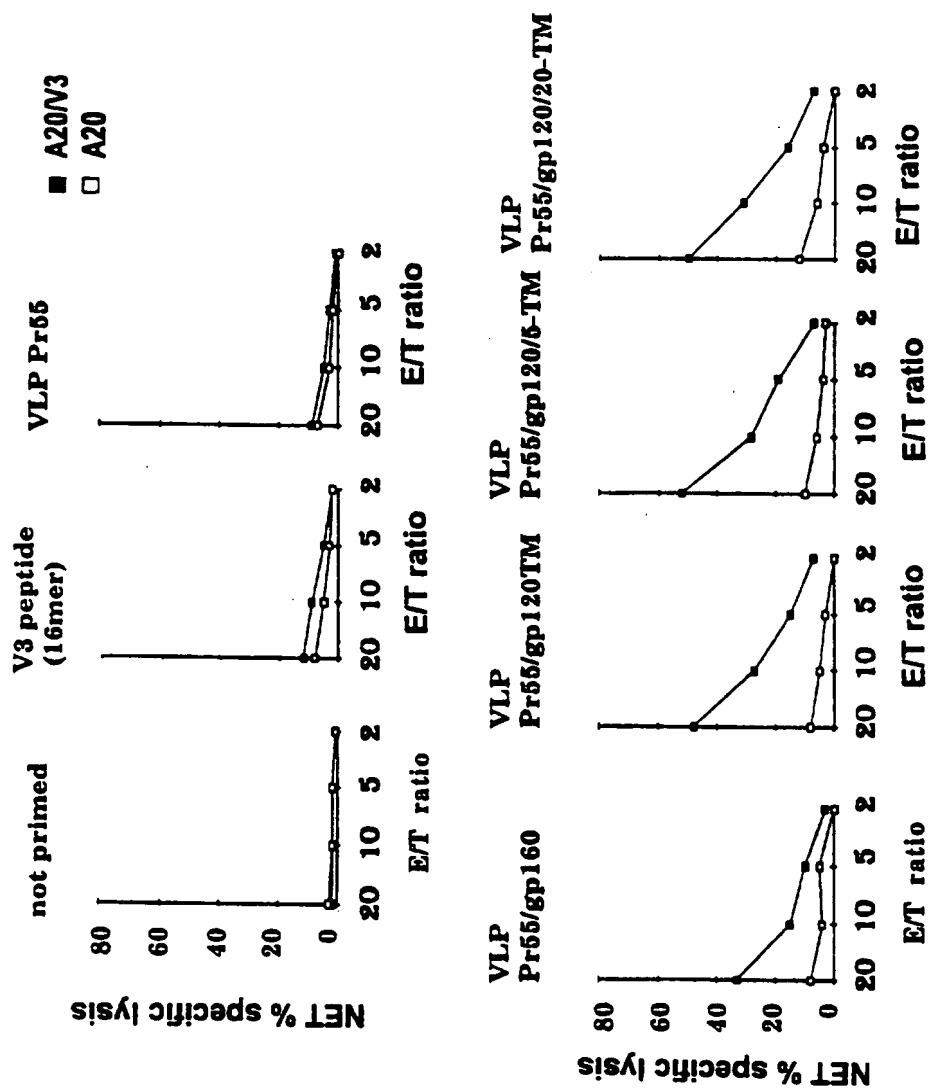 A20/V3
A20
not primed
V3 peptide
(16mer)
VLP Pr55
NET % specific lysis
80
60
40
20
0
20 10 5 2
E/T ratio
20 10 5 2
E/T ratio
20 10 5 2
E/T ratio
VLP
Pr55/gp160
VLP
Pr55/gp120TM
VLP
Pr55/gp120/5-TM
VLP
Pr55/gp120/20-TM
NET % specific lysis
80
60
40
20
0
20 10 5 2
E/T ratio
20 10 5 2
E/T ratio
20 10 5 2
E/T ratio
20 10 5 2
E/T ratio